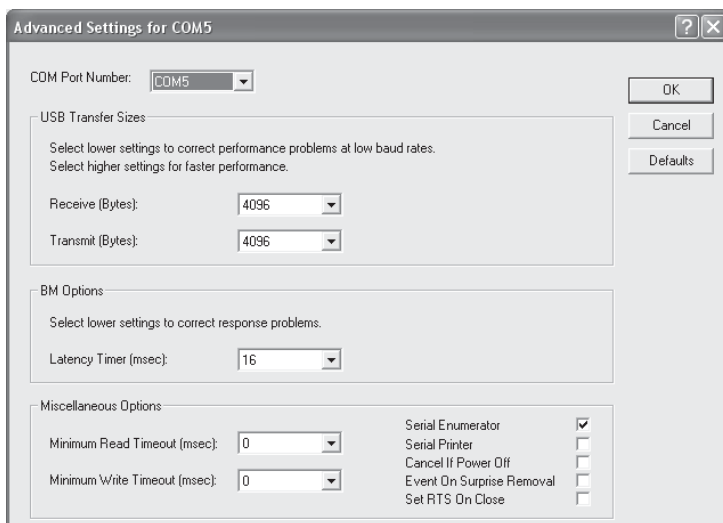 Advanced Settings for COM5
COM Port Number: COM5
OK
Cancel
Defaults
USB Transfer Sizes
Select lower settings to correct performance problems at low baud rates.
Select higher settings for faster performance.
Receive (Bytes): 4096
Transmit (Bytes): 4096
BM Options
Select lower settings to correct response problems.
Latency Timer (msec): 16
Miscellaneous Options
Minimum Read Timeout (msec): 0
Minimum Write Timeout (msec): 0
Serial Enumerator
Serial Printer
Cancel If Power Off
Event On Surprise Removal
Set RTS On Close